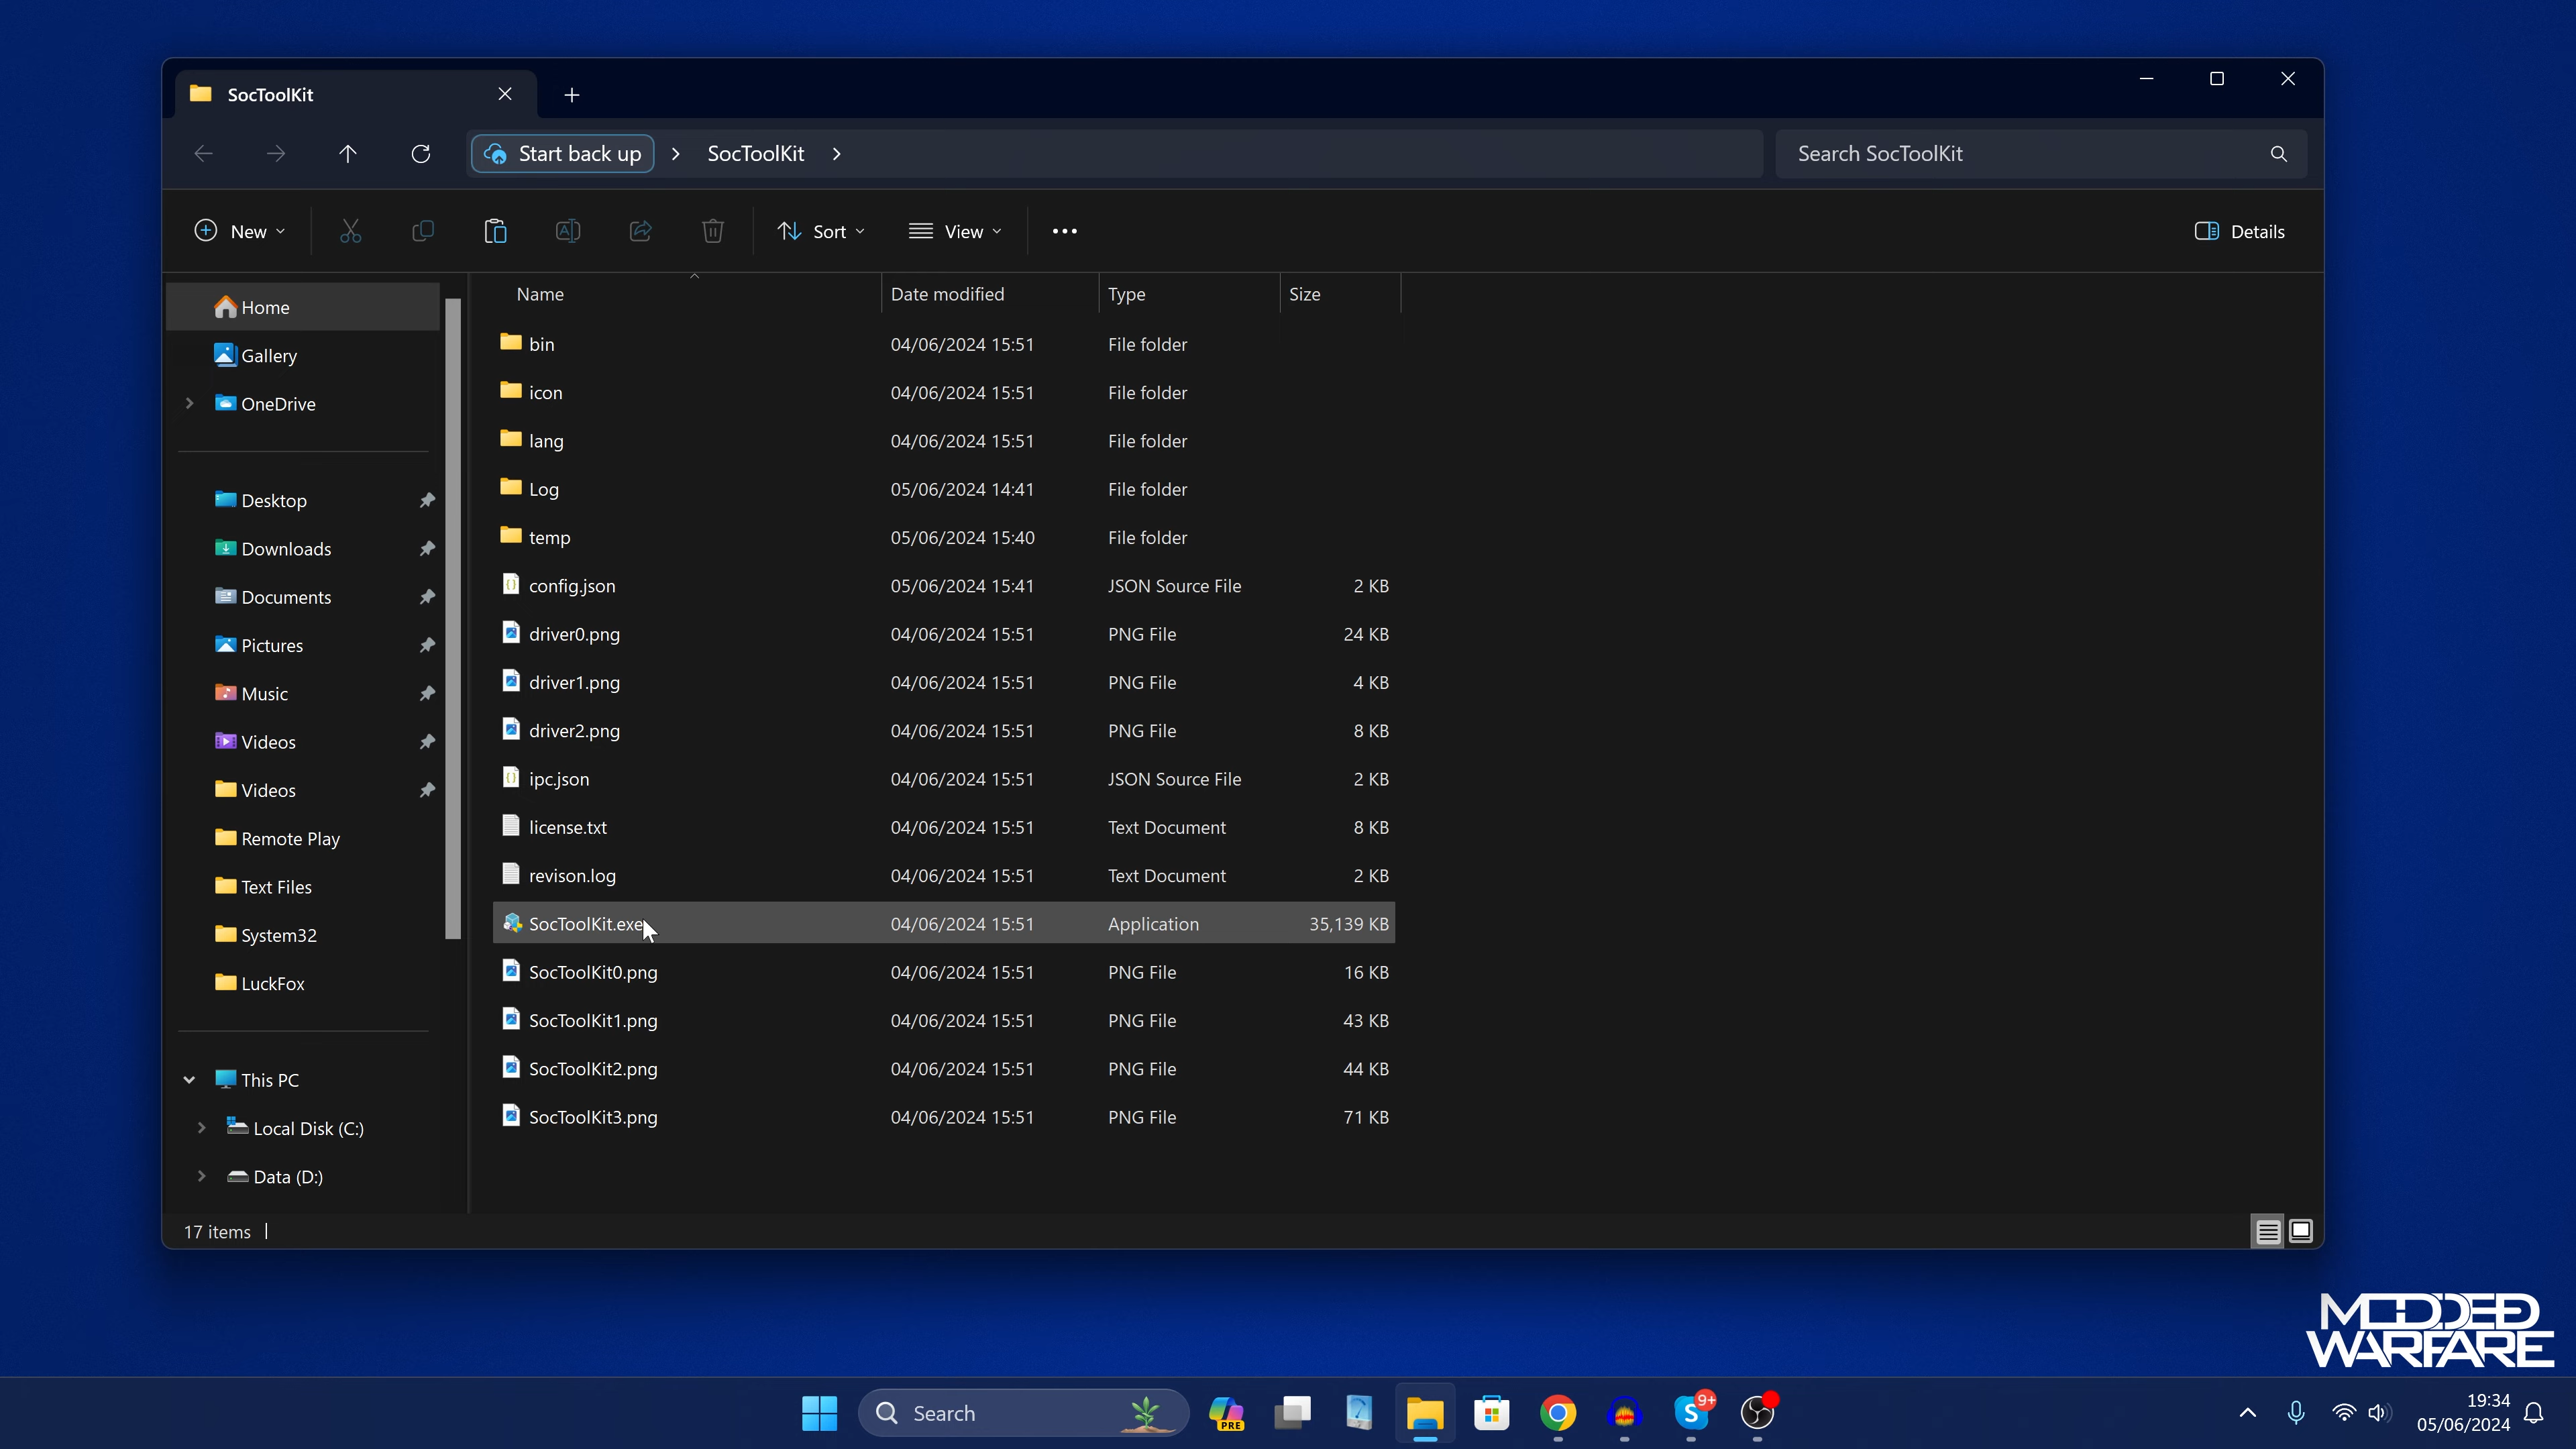 SocToolKit
Start back up > SocToolKit >
Search SocToolKit
New
Sort
View
Details
Name Date modified Type Size
Home
Gallery
OneDrive
Desktop
Downloads
Documents
Pictures
Music
Videos
Videos
Remote Play
Text Files
System32
LuckFox
This PC
Local Disk (C:)
Data (D:)
bin 04/06/2024 15:51 File folder
icon 04/06/2024 15:51 File folder
lang 04/06/2024 15:51 File folder
Log 05/06/2024 14:41 File folder
temp 05/06/2024 15:40 File folder
config.json 05/06/2024 15:41 JSON Source File 2 KB
driver0.png 04/06/2024 15:51 PNG File 24 KB
driver1.png 04/06/2024 15:51 PNG File 4 KB
driver2.png 04/06/2024 15:51 PNG File 8 KB
ipc.json 04/06/2024 15:51 JSON Source File 2 KB
license.txt 04/06/2024 15:51 Text Document 8 KB
revison.log 04/06/2024 15:51 Text Document 2 KB
SocToolKit.exe 04/06/2024 15:51 Application 35,139 KB
SocToolKit0.png 04/06/2024 15:51 PNG File 16 KB
SocToolKit1.png 04/06/2024 15:51 PNG File 43 KB
SocToolKit2.png 04/06/2024 15:51 PNG File 44 KB
SocToolKit3.png 04/06/2024 15:51 PNG File 71 KB
17 items
MODDED
WARFARE
Search
PRE
S
9+
19:34
05/06/2024